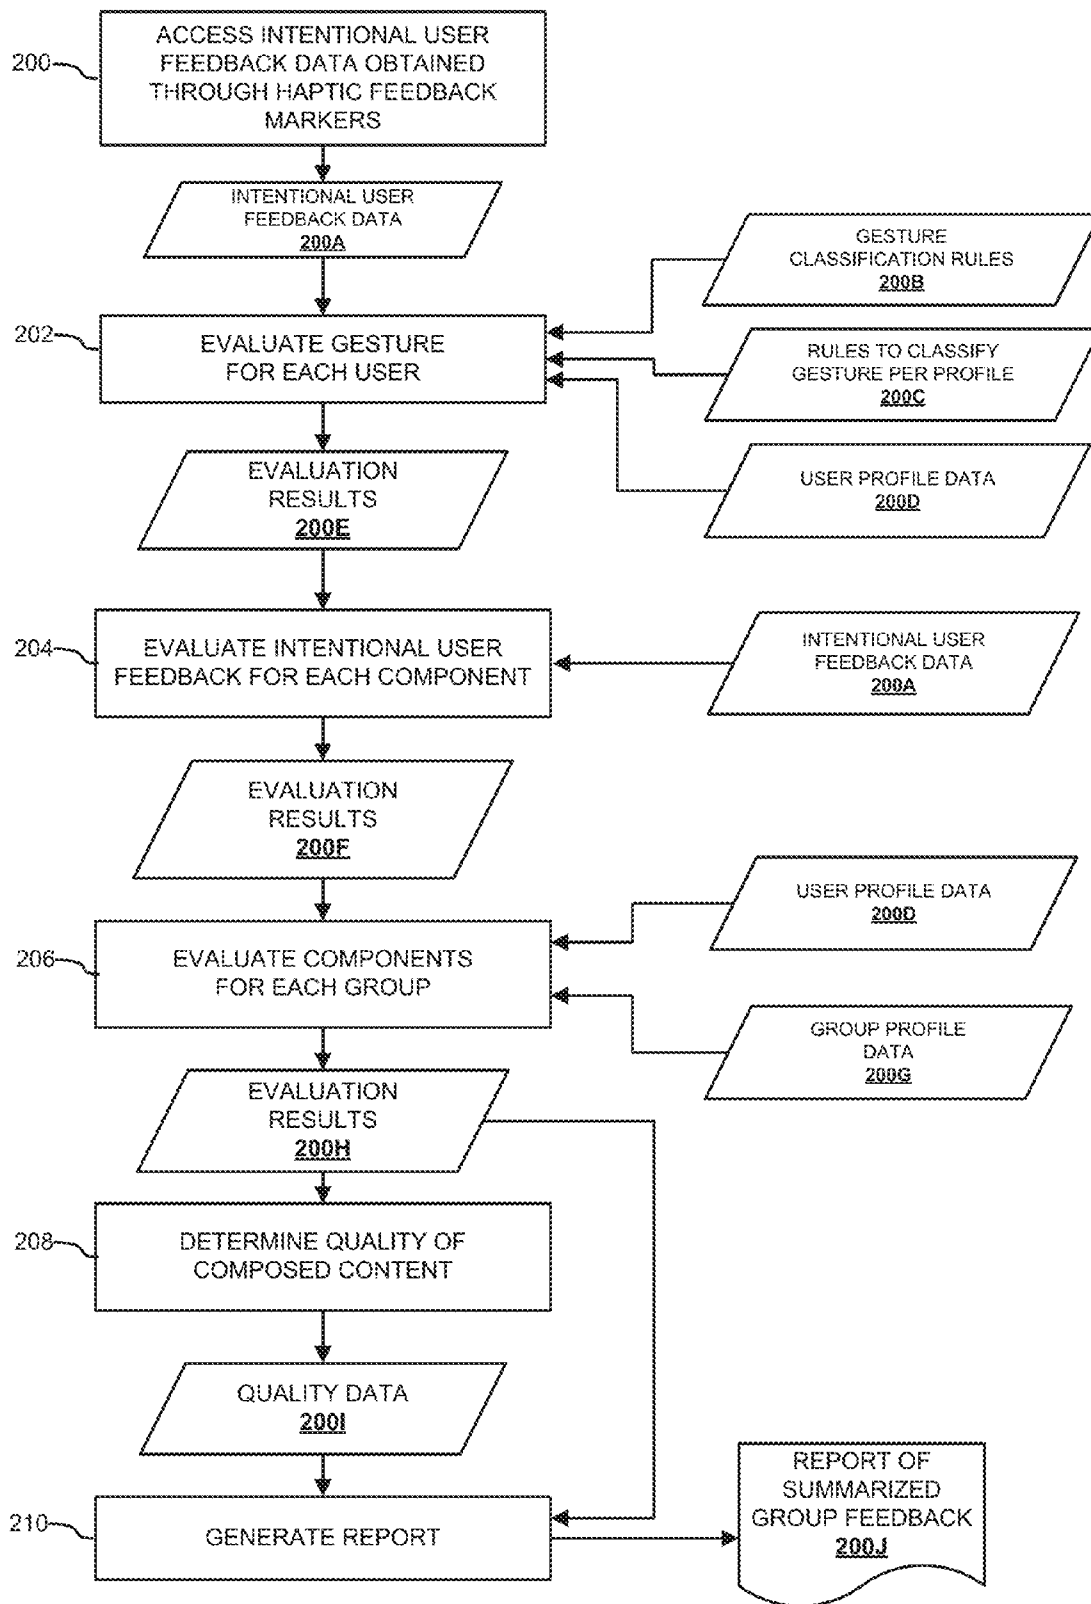 200
ACCESS INTENTIONAL USER
FEEDBACK DATA OBTAINED
THROUGH HAPTIC FEEDBACK
MARKERS
INTENTIONAL USER
FEEDBACK DATA
200A
GESTURE
CLASSIFICATION RULES
200B
202
EVALUATE GESTURE
FOR EACH USER
RULES TO CLASSIFY
GESTURE PER PROFILE
200C
EVALUATION
RESULTS
200E
USER PROFILE DATA
200D
204
EVALUATE INTENTIONAL USER
FEEDBACK FOR EACH COMPONENT
INTENTIONAL USER
FEEDBACK DATA
200A
EVALUATION
RESULTS
200F
USER PROFILE DATA
200D
206
EVALUATE COMPONENTS
FOR EACH GROUP
GROUP PROFILE
DATA
200G
EVALUATION
RESULTS
200H
208
DETERMINE QUALITY OF
COMPOSED CONTENT
QUALITY DATA
200I
210
GENERATE REPORT
REPORT OF
SUMMARIZED
GROUP FEEDBACK
200J